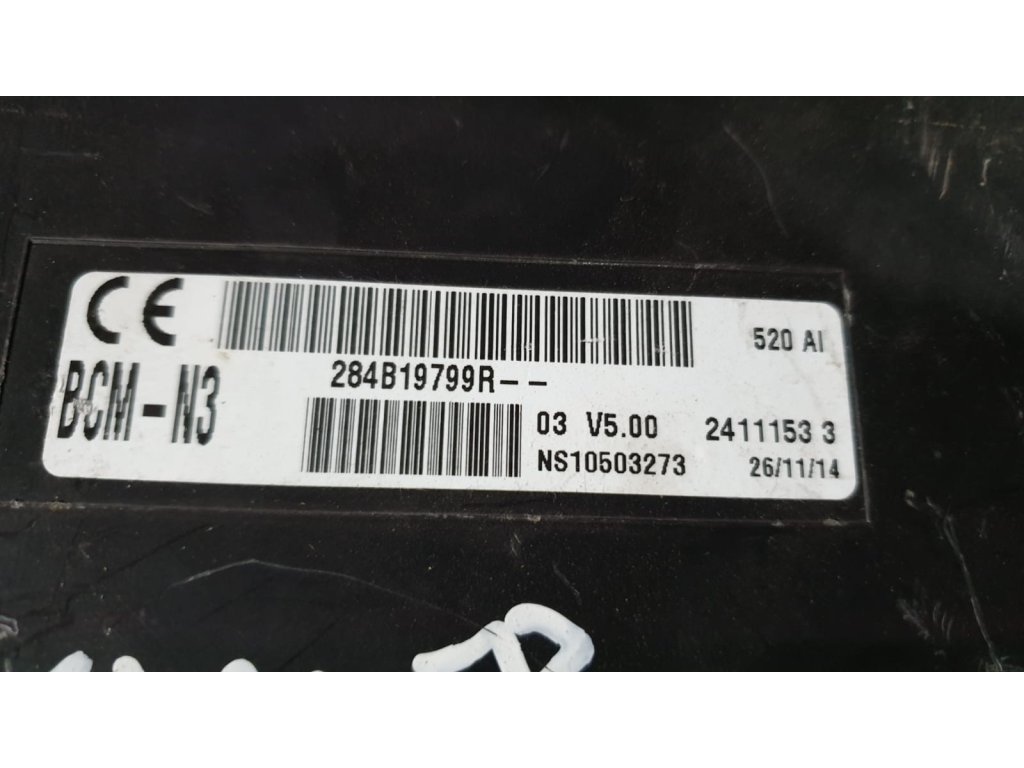 CE
520 AI
284B19799R--
BCM-N3
03 V5.00 2411153 3
NS10503273 26/11/14